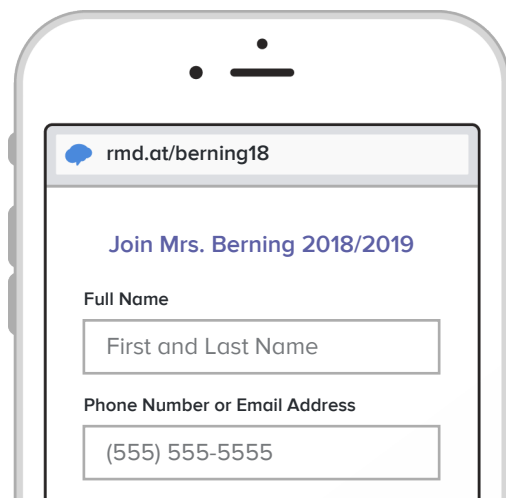 rmd.at/berning18
Join Mrs. Berning 2018/2019
Full Name
First and Last Name
Phone Number or Email Address
(555) 555-5555